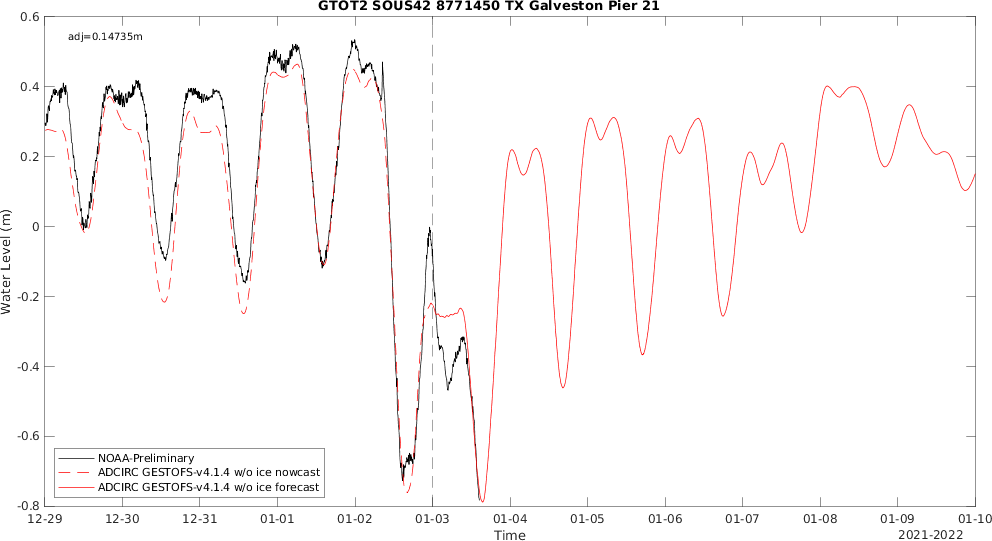 GTOT2 SOUS42 8771450 TX Galveston Pier 21
adj=0.14735m
0.6
0.4
0.2
0
-0.2
-0.4
-0.6
-0.8
Water Level (m)
NOAA-Preliminary
ADCIRC GESTOFS-v4.1.4 w/o ice nowcast
ADCIRC GESTOFS-v4.1.4 w/o ice forecast
12-29 12-30 12-31 01-01 01-02 01-03 01-04 01-05 01-06 01-07 01-08 01-09 01-10
Time
2021-2022